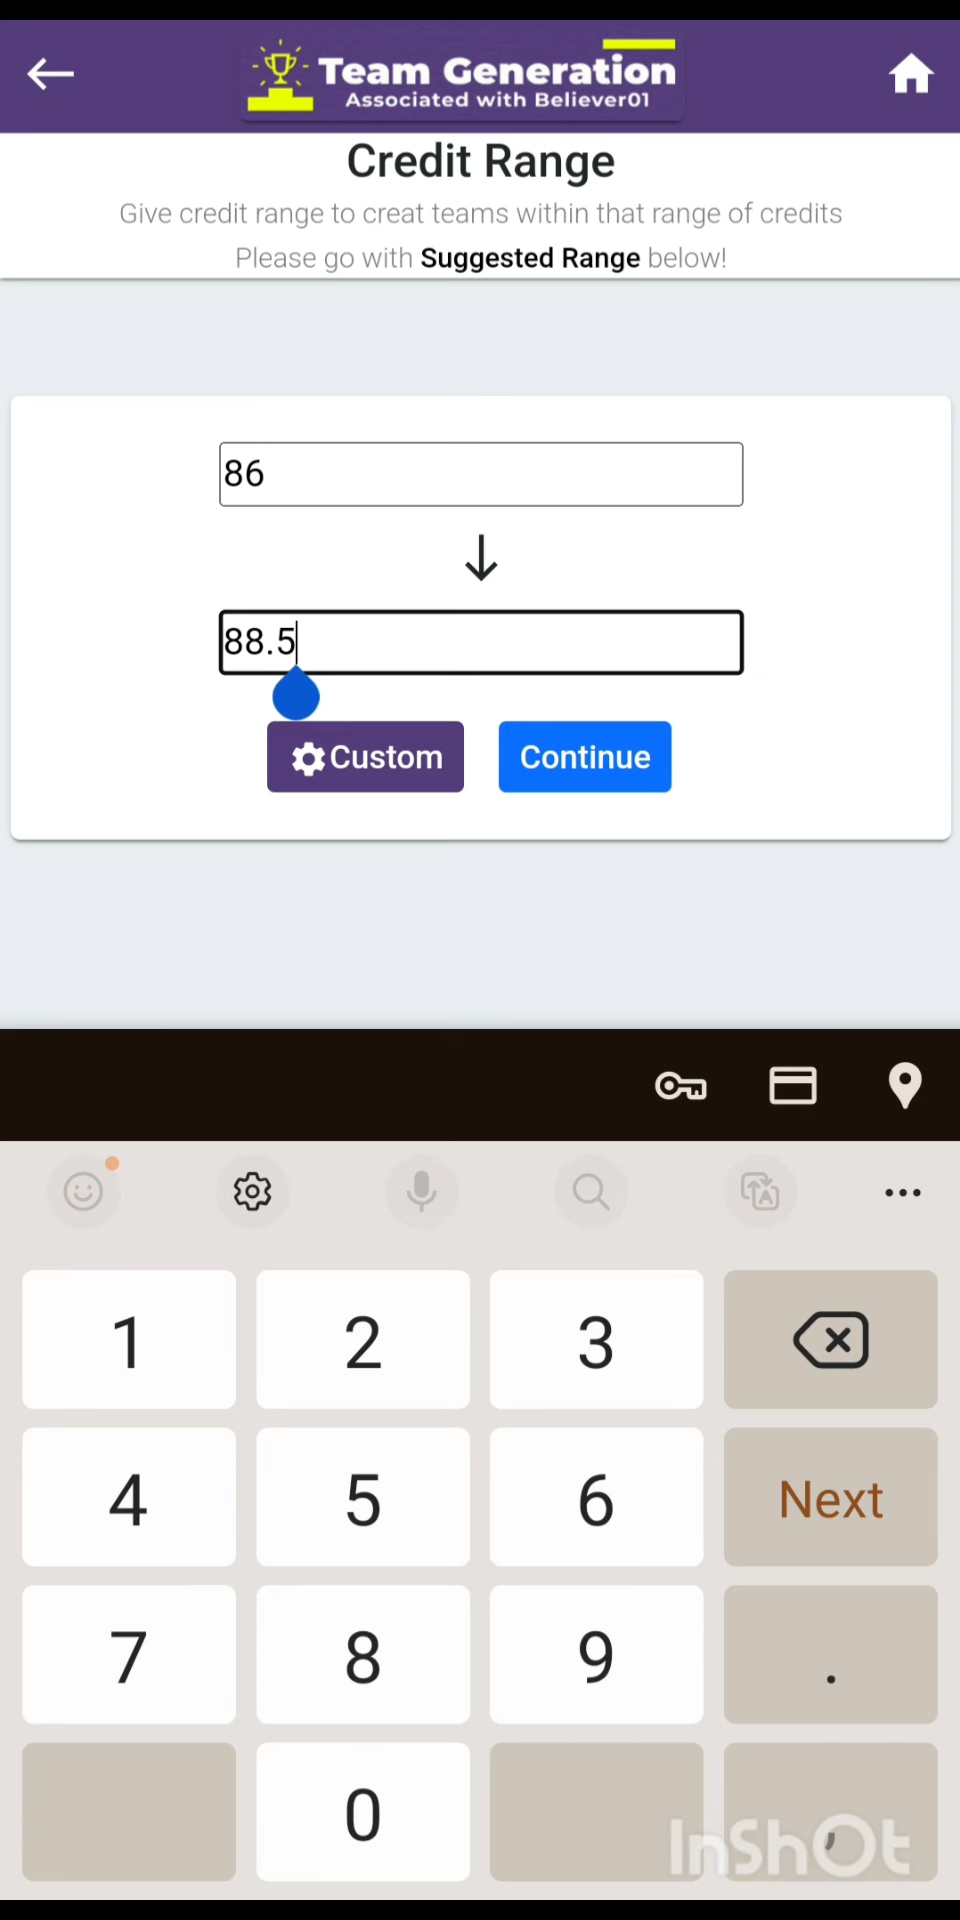 Team Generation
Associated with Believer01
Credit Range
Give credit range to creat teams within that range of credits
Please go with Suggested Range below!
86
88.5
Custom
Continue
1 2 3
4 5 6 Next
7 8 9 .
0 ,
InShOt